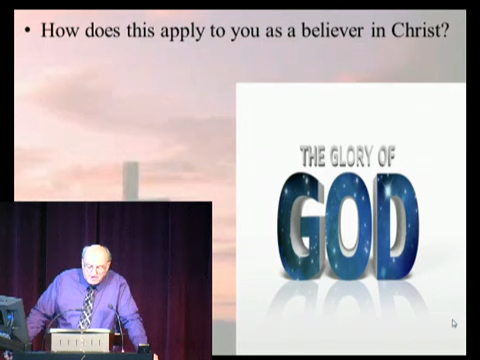 • How does this apply to you as a believer in Christ?
THE GLORY OF
GOD